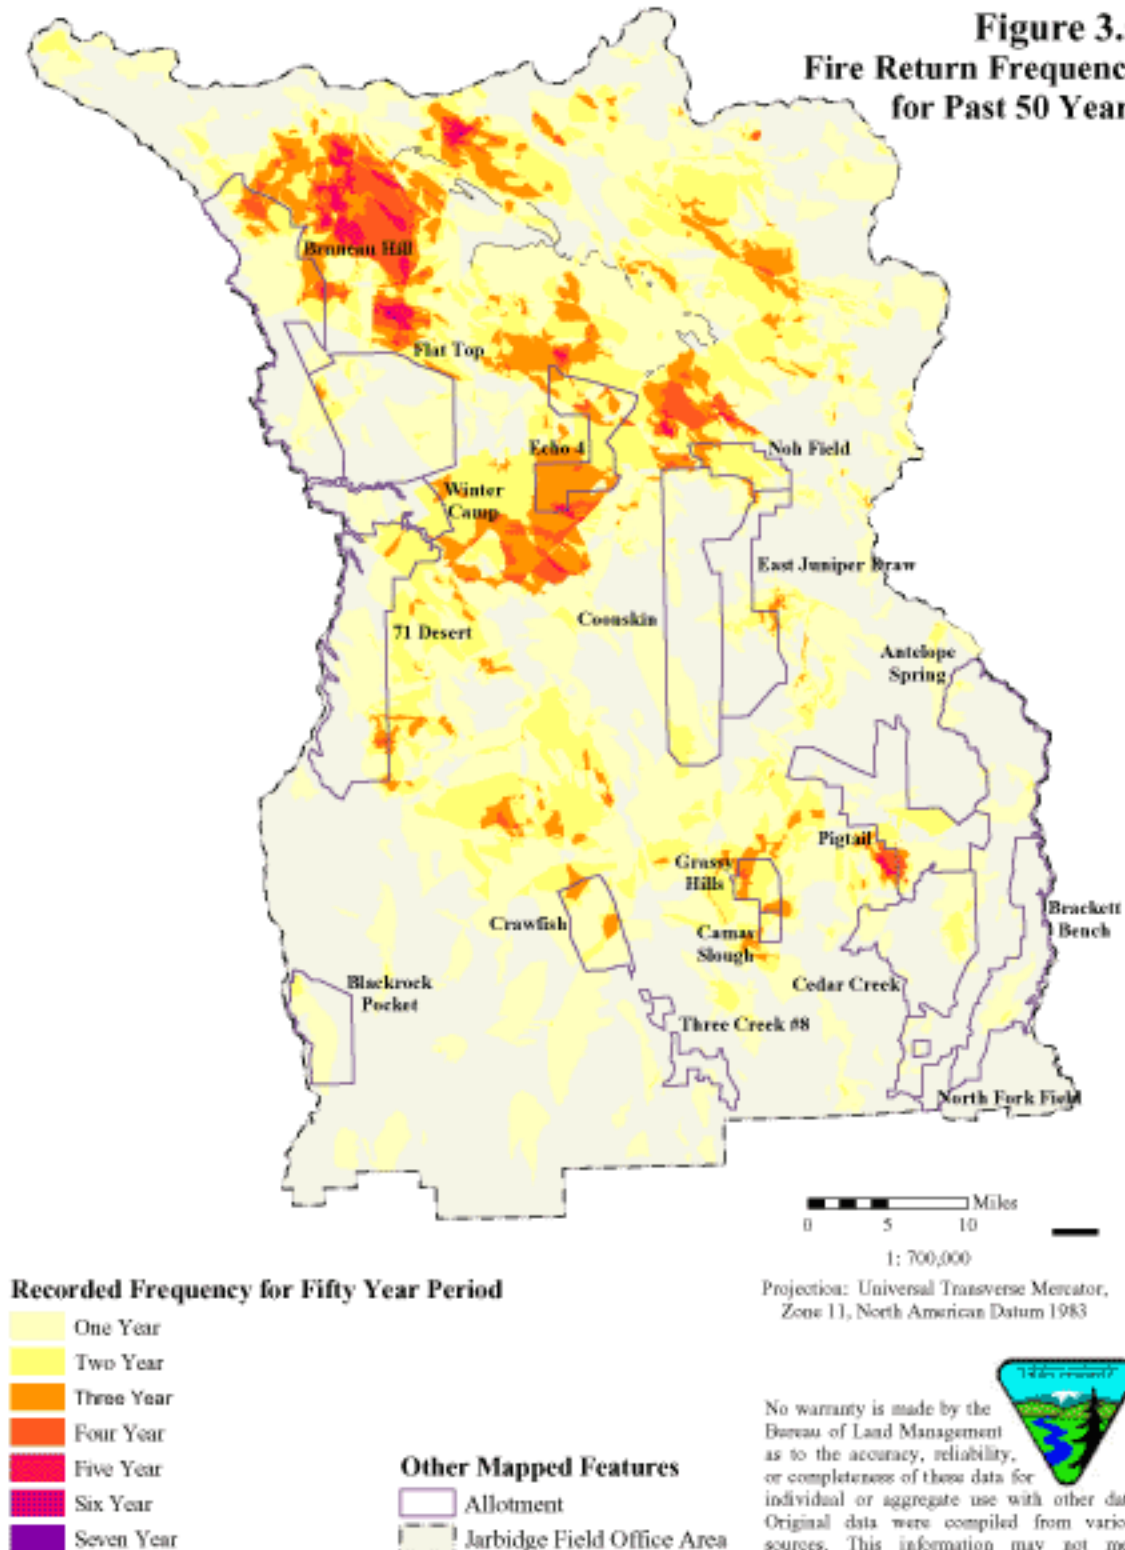 Figure 3.
Fire Return Frequenc
for Past 50 Year
Bruneau Hill
Flat Top
Echo 4
Noh Field
Winter
Camp
East Juniper Draw
Coonskin
71 Desert
Antelope
Spring
Pigtail
Grassy
Hills
Crawfish
Camas
Slough
Brackett
Bench
Cedar Creek
Blackrock
Pocket
Three Creek #8
North Fork Field
Miles
0 5 10
1: 700,000
Projection: Universal Transverse Mercator,
Zone 11, North American Datum 1983
Recorded Frequency for Fifty Year Period
One Year
Two Year
Three Year
Four Year
Five Year
Six Year
Seven Year
Other Mapped Features
Allotment
Jarbidge Field Office Area
No warranty is made by the
Bureau of Land Management
as to the accuracy, reliability,
or completeness of these data for
individual or aggregate use with other dat
Original data were compiled from vario
sources. This information may not me